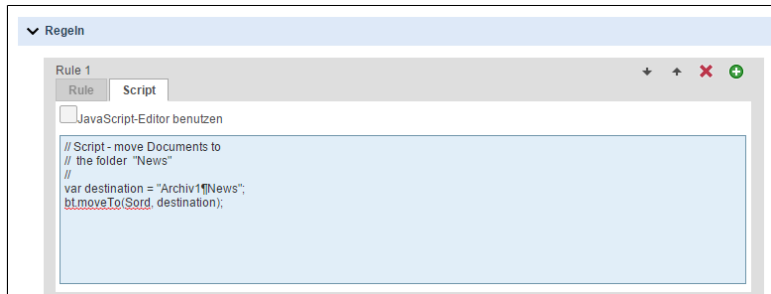 Regeln
Rule 1
Rule Script
JavaScript-Editor benutzen
// Script - move Documents to
// the folder "News"
//
var destination = "Archiv1¶News";
bt.moveTo(Sord, destination);